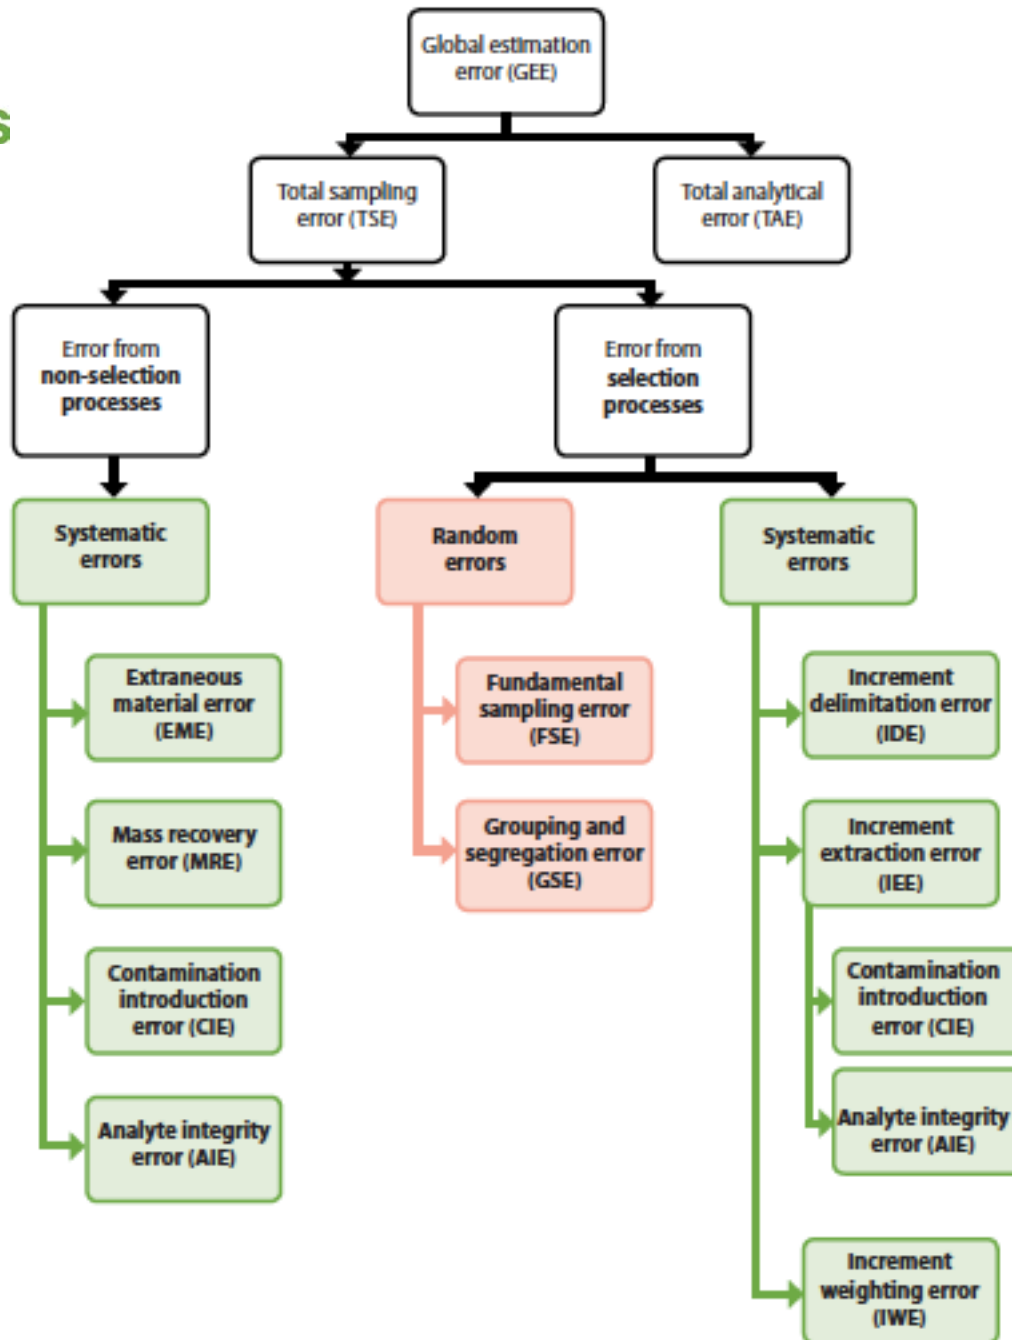 Global estimation
error (GEE)
s
Total sampling
error (TSE)
Total analytical
error (TAE)
Error from
non-selection
processes
Error from
selection
processes
Systematic
errors
Random
errors
Systematic
errors
Extraneous
material error
(EME)
Fundamental
sampling error
(FSE)
Increment
delimitation error
(IDE)
Mass recovery
error (MRE)
Grouping and
segregation error
(GSE)
Increment
extraction error
(IEE)
Contamination
introduction
error (CIE)
Contamination
introduction
error (CIE)
Analyte integrity
error (AIE)
Analyte integrity
error (AIE)
Increment
weighting error
(IWE)